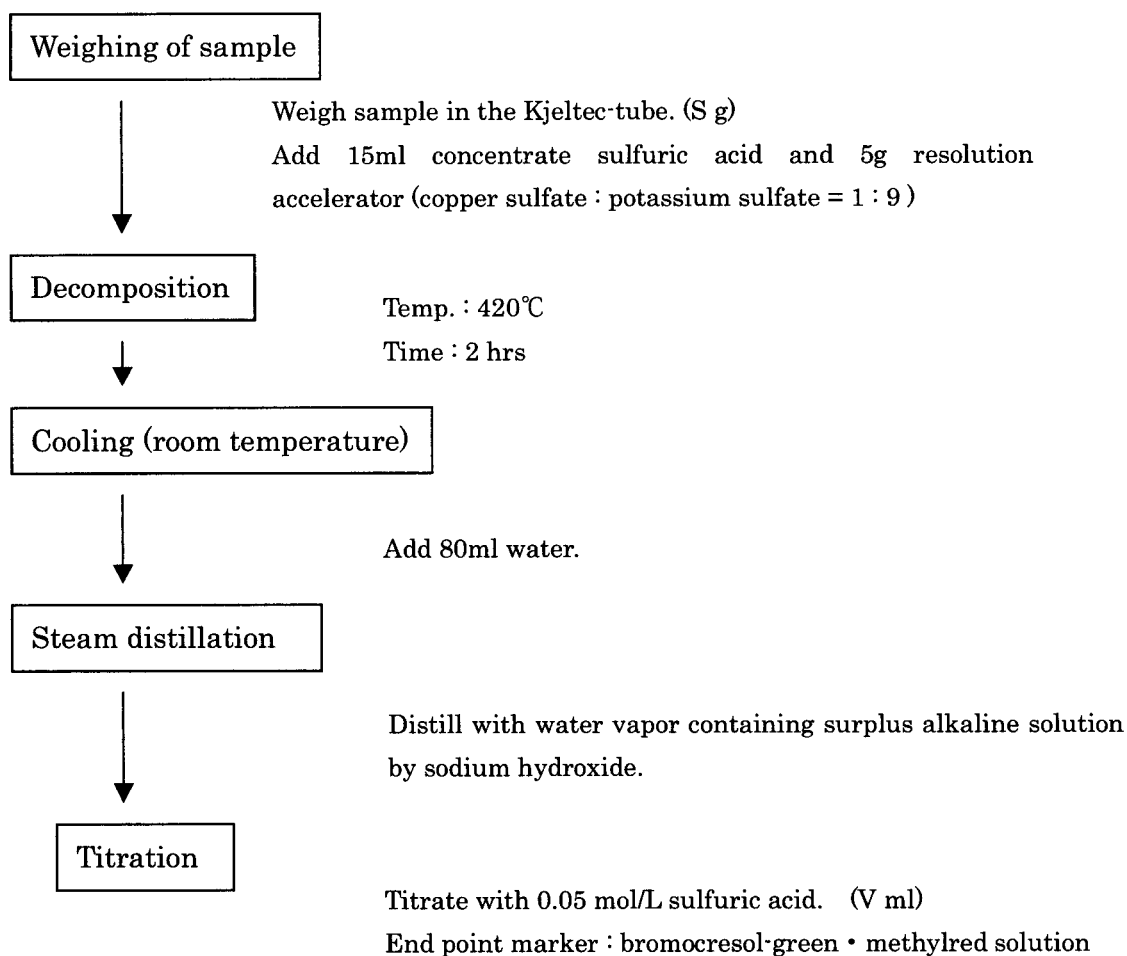 Weighing of sample
Weigh sample in the Kjeltec-tube. (S g)
Add 15ml concentrate sulfuric acid and 5g resolution
accelerator (copper sulfate : potassium sulfate = 1 : 9 )
Decomposition
Temp. : 420℃
Time : 2 hrs
Cooling (room temperature)
Add 80ml water.
Steam distillation
Distill with water vapor containing surplus alkaline solution
by sodium hydroxide.
Titration
Titrate with 0.05 mol/L sulfuric acid. (V ml)
End point marker : bromocresol-green・methylred solution